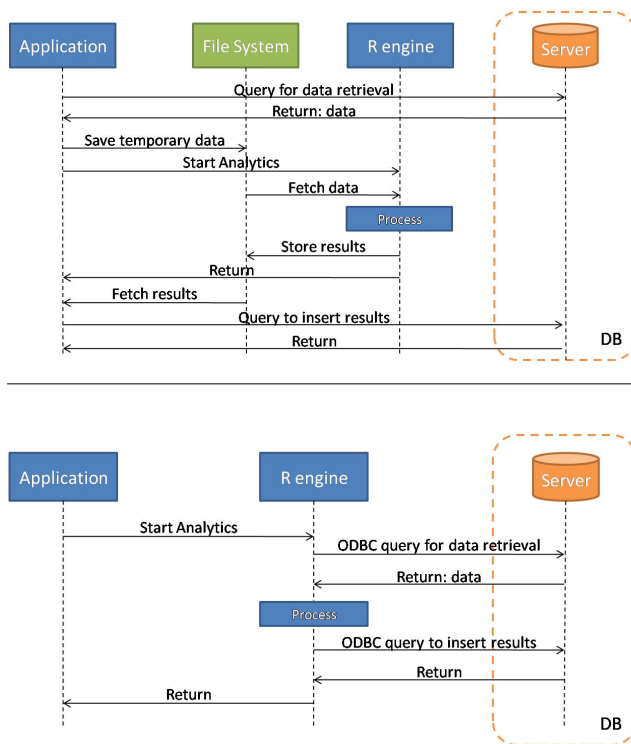 Application
File System
R engine
Server
Query for data retrieval
Return: data
Save temporary data
Start Analytics
Fetch data
Process
Store results
Return
Fetch results
Query to insert results
Return
DB
Application
R engine
Server
Start Analytics
ODBC query for data retrieval
Return: data
Process
ODBC query to insert results
Return
Return
DB